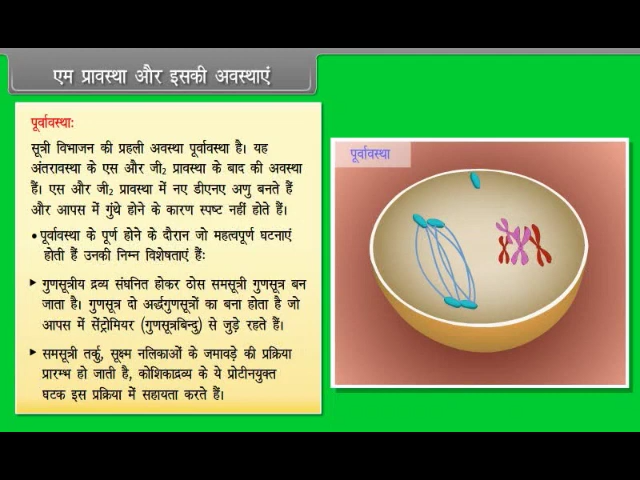 एम प्रावस्था और इसकी अवस्थाएं
पूर्वावस्थाः
सूत्री विभाजन की प्रहली अवस्था पूर्वावस्था है। यह
अंतरावस्था के एस और जी₂ प्रावस्था के बाद की अवस्था
हैं। एस और जी₂ प्रावस्था में नए डीएनए अणु बनते हैं
और आपस में गुंथे होने के कारण स्पष्ट नहीं होते हैं।
•पूर्वावस्था के पूर्ण होने के दौरान जो महत्वपूर्ण घटनाएं
होती हैं उनकी निम्न विशेषताएं हैंः
गुणसूत्रीय द्रव्य संघनित होकर ठोस समसूत्री गुणसूत्र बन
जाता है। गुणसूत्र दो अर्द्धगुणसूत्रों का बना होता है जो
आपस में सेंट्रोमियर (गुणसूत्रबिन्दु) से जुड़े रहते हैं।
समसूत्री तर्कु, सूक्ष्म नलिकाओं के जमावड़े की प्रक्रिया
प्रारम्भ हो जाती है, कोशिकाद्रव्य के ये प्रोटीनयुक्त
घटक इस प्रक्रिया में सहायता करते हैं।
पूर्वावस्था